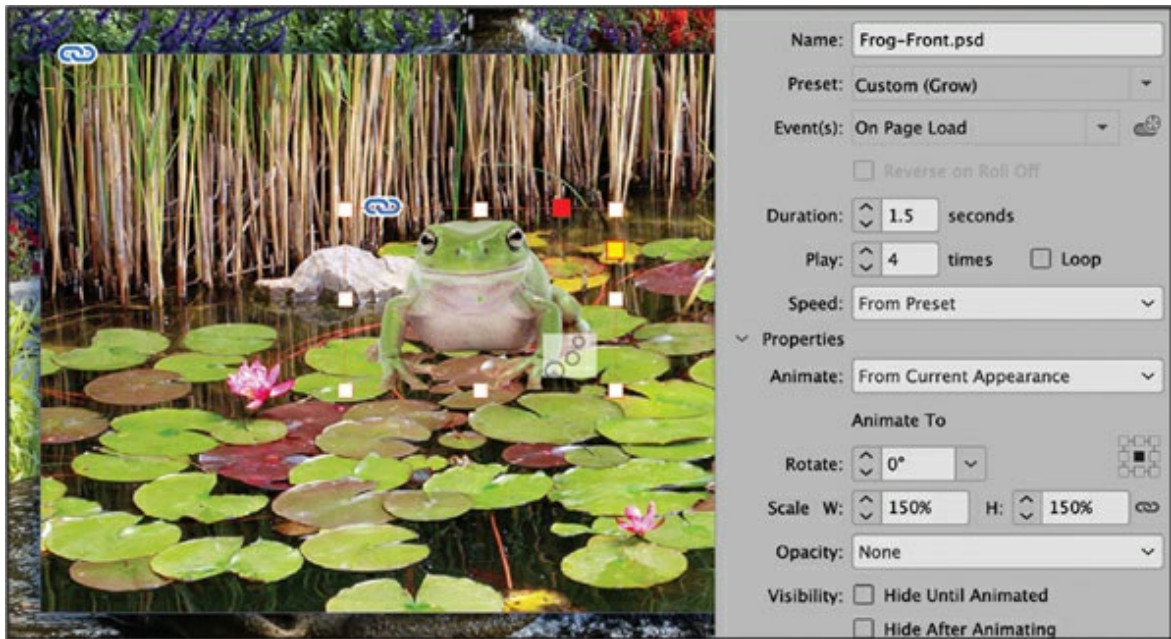 Name: Frog-Front.psd
Preset: Custom (Grow)
Event(s): On Page Load
Reverse on Roll Off
Duration: 1.5 seconds
Play: 4 times Loop
Speed: From Preset
Properties
Animate: From Current Appearance
Animate To
Rotate: 0°
Scale W: 150% H: 150%
Opacity: None
Visibility: Hide Until Animated
Hide After Animating